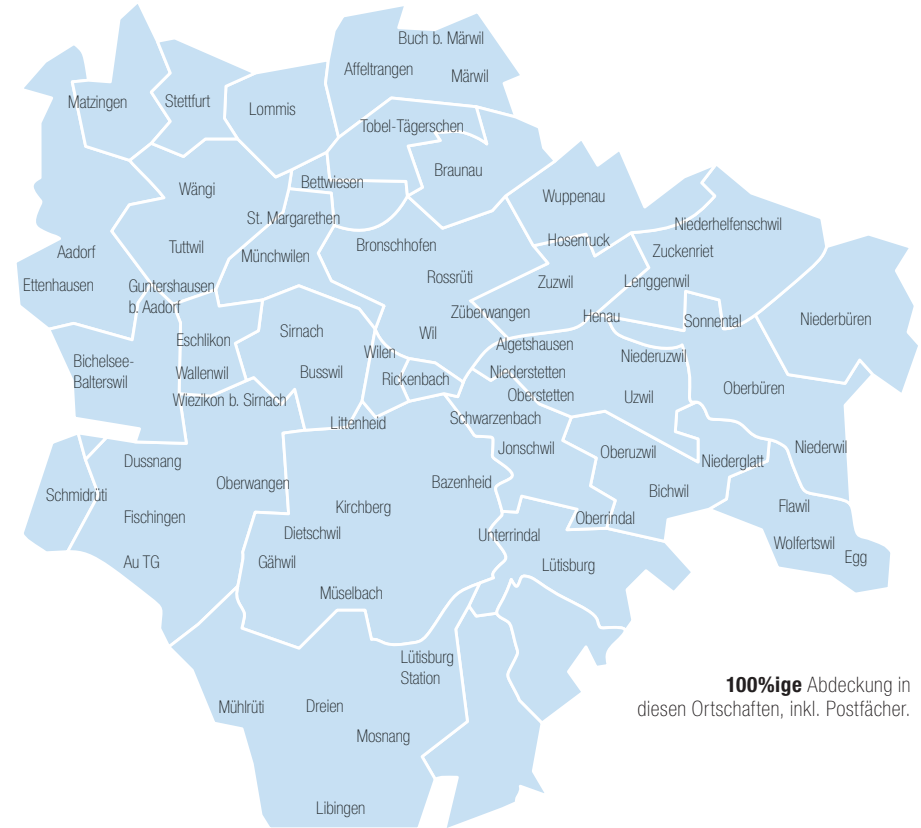 Buch b. Märwil
Affeltrangen
Märwil
Matzingen
Stettfurt
Lommis
Tobel-Tägerschen
Braunau
Bettwiesen
Wängi
Wuppenau
St. Margarethen
Niederhelfenschwil
Hosenruck
Bronschhofen
Tuttwil
Aadorf
Münchwilen
Zuckenriet
Rossrüti
Zuzwil
Lenggenwil
Ettenhausen
Guntershausen
b. Aadorf
Züberwangen
Henau
Sonnental
Niederbüren
Sirnach
Wil
Eschlikon
Algetshausen
Wilen
Niederuzwil
Bichelsee-
Balterswil
Wallenwil
Busswil
Rickenbach
Niederstetten
Oberstetten
Uzwil
Oberbüren
Wiezikon b. Sirnach
Littenheid
Schwarzenbach
Jonschwil
Oberuzwil
Niederwil
Dussnang
Niederglatt
Oberwangen
Bazenheid
Bichwil
Schmidrüti
Kirchberg
Flawil
Fischingen
Oberrindal
Dietschwil
Unterrindal
Wolfertswil
Egg
Au TG
Gähwil
Lütisburg
Müselbach
Lütisburg
Station
100%ige Abdeckung in
diesen Ortschaften, inkl. Postfächer.
Mühlrüti
Dreien
Mosnang
Libingen